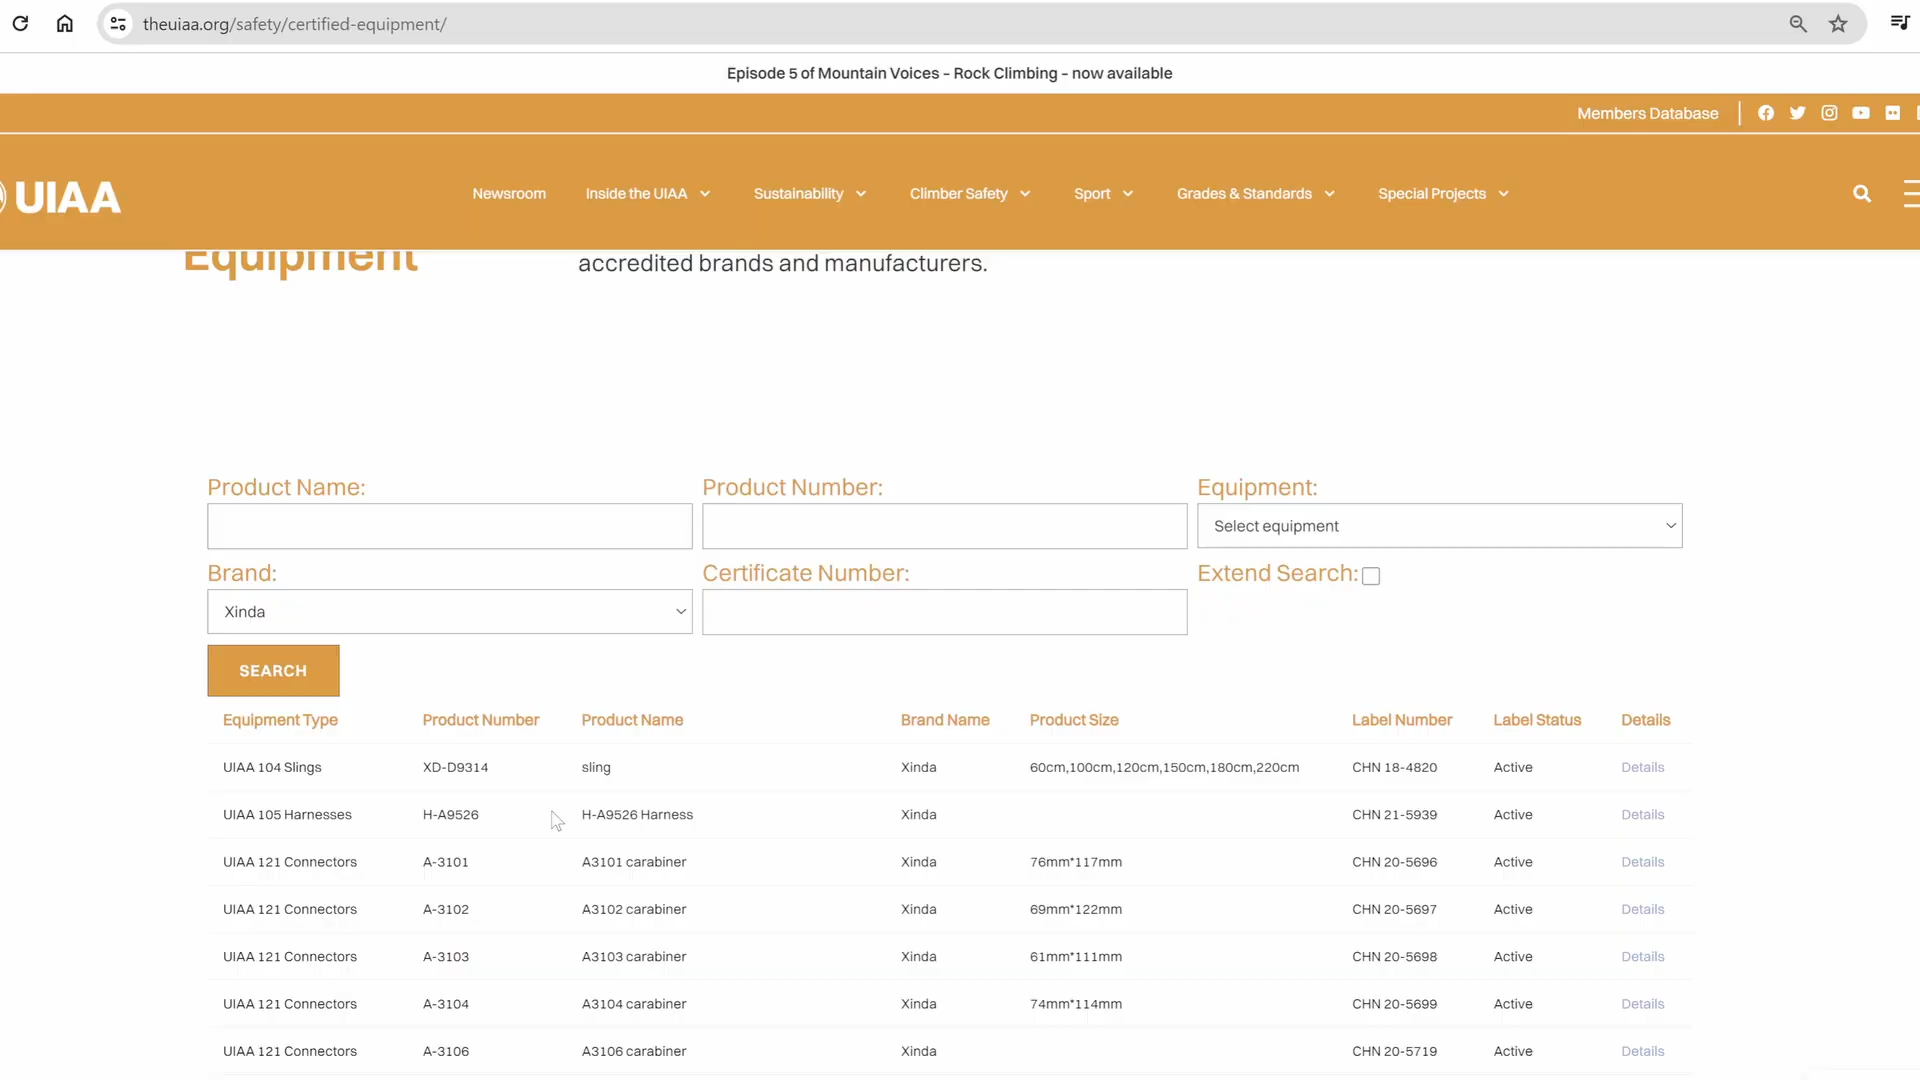 theuiaa.org/safety/certified-equipment/
Episode 5 of Mountain Voices – Rock Climbing – now available
Members Database
UIAA
Newsroom Inside the UIAA Sustainability Climber Safety Sport Grades & Standards Special Projects
Equipment accredited brands and manufacturers.
Product Name: Product Number: Equipment:
Select equipment
Brand: Certificate Number: Extend Search:
Xinda
SEARCH
Equipment Type Product Number Product Name Brand Name Product Size Label Number Label Status Details
UIAA 104 Slings XD-D9314 sling Xinda 60cm,100cm,120cm,150cm,180cm,220cm CHN 18-4820 Active Details
UIAA 105 Harnesses H-A9526 H-A9526 Harness Xinda CHN 21-5939 Active Details
UIAA 121 Connectors A-3101 A3101 carabiner Xinda 76mm*117mm CHN 20-5696 Active Details
UIAA 121 Connectors A-3102 A3102 carabiner Xinda 69mm*122mm CHN 20-5697 Active Details
UIAA 121 Connectors A-3103 A3103 carabiner Xinda 61mm*111mm CHN 20-5698 Active Details
UIAA 121 Connectors A-3104 A3104 carabiner Xinda 74mm*114mm CHN 20-5699 Active Details
UIAA 121 Connectors A-3106 A3106 carabiner Xinda CHN 20-5719 Active Details